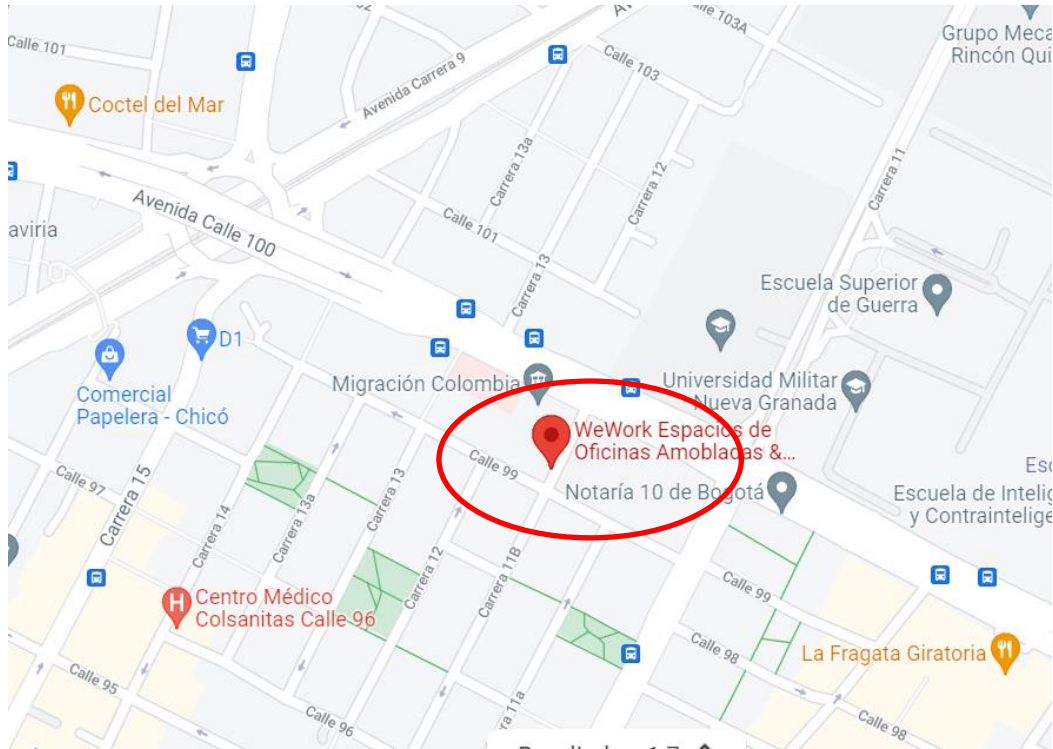 Calle 101
Avenida Carrera 9
Calle 103
Calle 103A
Grupo Meca
Rincón Qui
Coctel del Mar
Carrera 13a
Carrera 12
Carrera 11
Avenida Calle 100
aviria
Calle 101
Carrera 13
Escuela Superior
de Guerra
D1
Comercial
Papelera - Chicó
Migración Colombia
Universidad Militar
Nueva Granada
WeWork Espacios de
Oficinas Amobladas &...
Calle 99
Notaría 10 de Bogotá
Esc
Escuela de Intelig
y Contrainteligе
Calle 97
Carrera 15
Carrera 14
Carrera 13a
Carrera 13
Carrera 12
Carrera 11B
Calle 99
Centro Médico
Colsanitas Calle 96
H
Calle 98
La Fragata Giratoria
Calle 95
Calle 96
11a
Calle 98